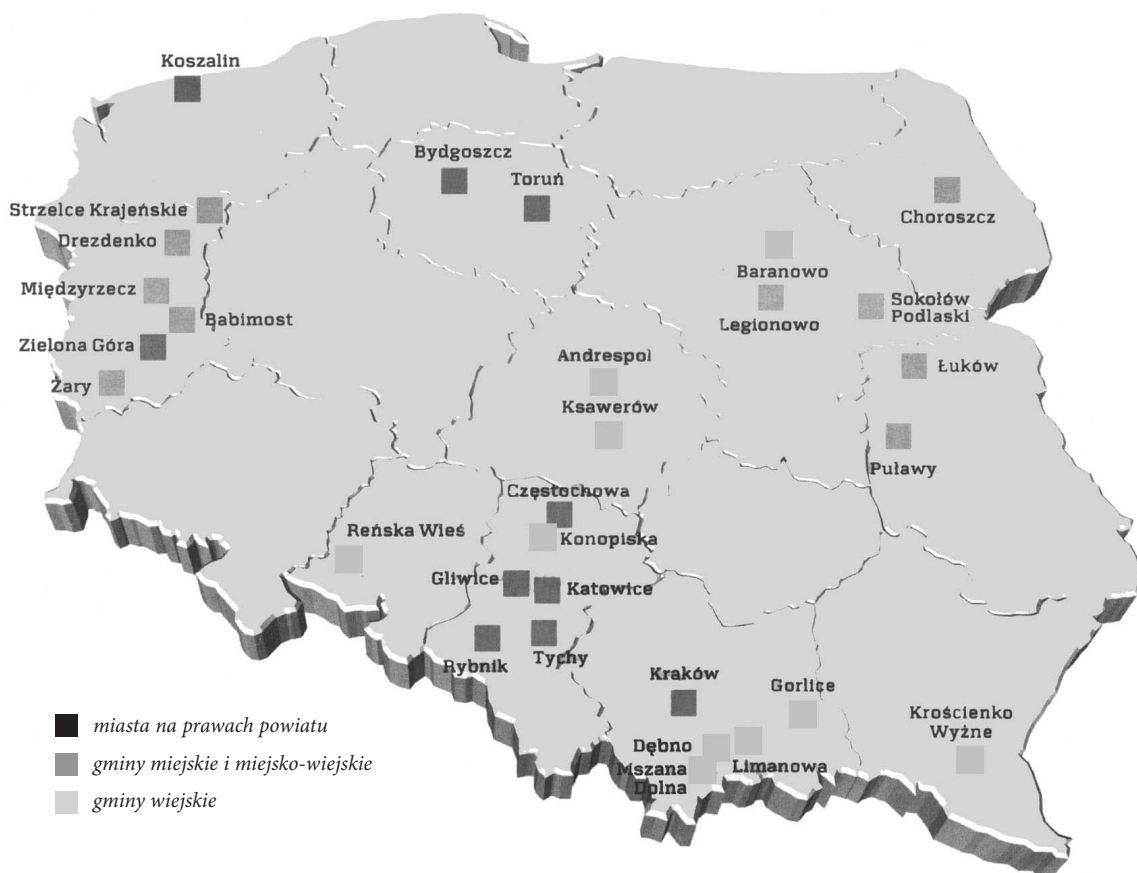 Koszalin
Bydgoszcz
Toruń
Strzelce Krajeńskie
Choroszcz
Drezdenko
Baranowo
Międzyrzecz
Babimost
Legionowo
Sokołów
Podlaski
Zielona Góra
Andrespol
Łuków
Żary
Ksawerów
Puławy
Częstochowa
Reńska Wieś
Konopiska
Gliwice
Katowice
Rybnik
Tychy
Kraków
Gorlice
Krościenko
Wyżne
Dębno
Limanowa
Mszana
Dolna
miasta na prawach powiatu
gminy miejskie i miejsko-wiejskie
gminy wiejskie